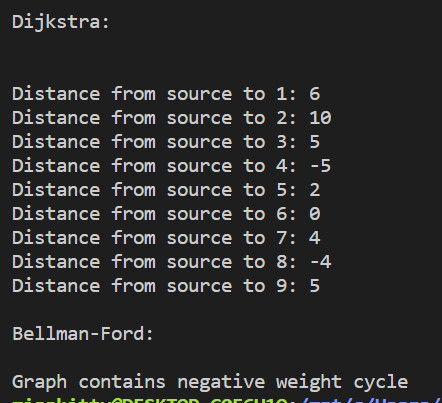 Dijkstra:
Distance from source to 1: 6
Distance from source to 2: 10
Distance from source to 3: 5
Distance from source to 4: -5
Distance from source to 5: 2
Distance from source to 6: 0
Distance from source to 7: 4
Distance from source to 8: -4
Distance from source to 9: 5
Bellman-Ford:
Graph contains negative weight cycle